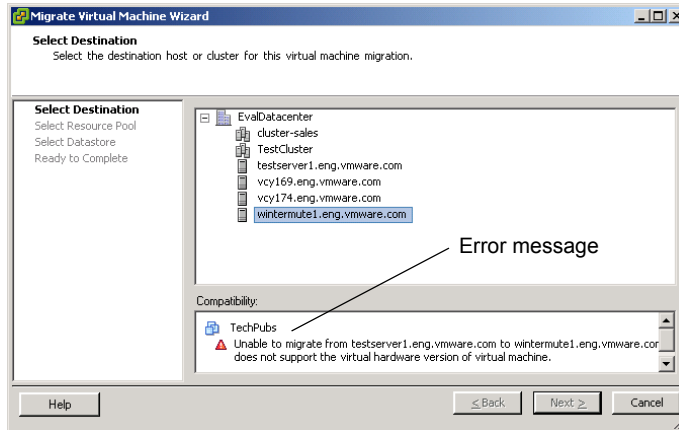 Migrate Virtual Machine Wizard
Select Destination
Select the destination host or cluster for this virtual machine migration.
Select Destination
Select Resource Pool
Select Datastore
Ready to Complete
EvalDatacenter
cluster-sales
TestCluster
testserver1.eng.vmware.com
vcy169.eng.vmware.com
vcy174.eng.vmware.com
wintermute1.eng.vmware.com
Error message
Compatibility:
TechPubs
Unable to migrate from testserver1.eng.vmware.com to wintermute1.eng.vmware.cor
does not support the virtual hardware version of virtual machine.
Help
< Back
Next >
Cancel